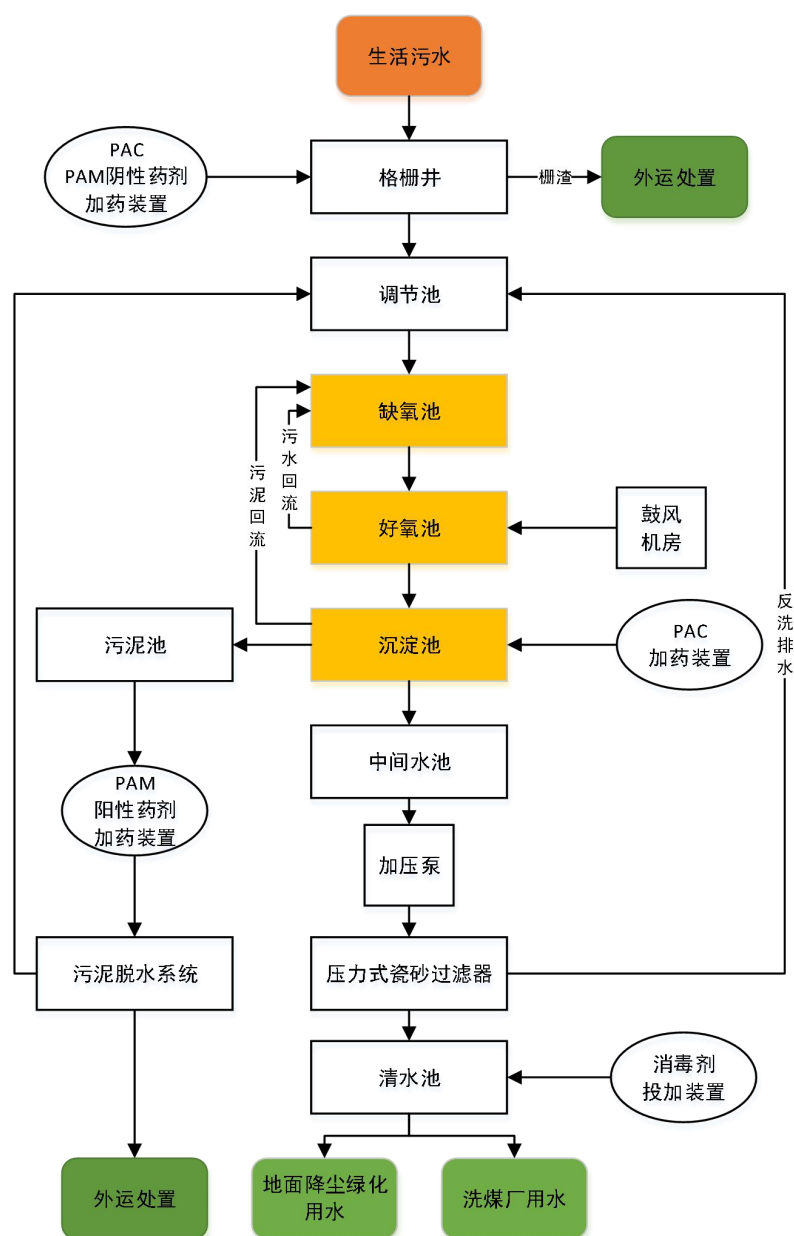 生活污水
PAC
PAM阴性药剂
加药装置
格栅井
栅渣
外运处置
调节池
缺氧池
污水回流
污泥回流
好氧池
鼓风
机房
反洗排水
污泥池
沉淀池
PAC
加药装置
中间水池
PAM
阳性药剂
加药装置
加压泵
污泥脱水系统
压力式瓷砂过滤器
清水池
消毒剂
投加装置
外运处置
地面降尘绿化
用水
洗煤厂用水